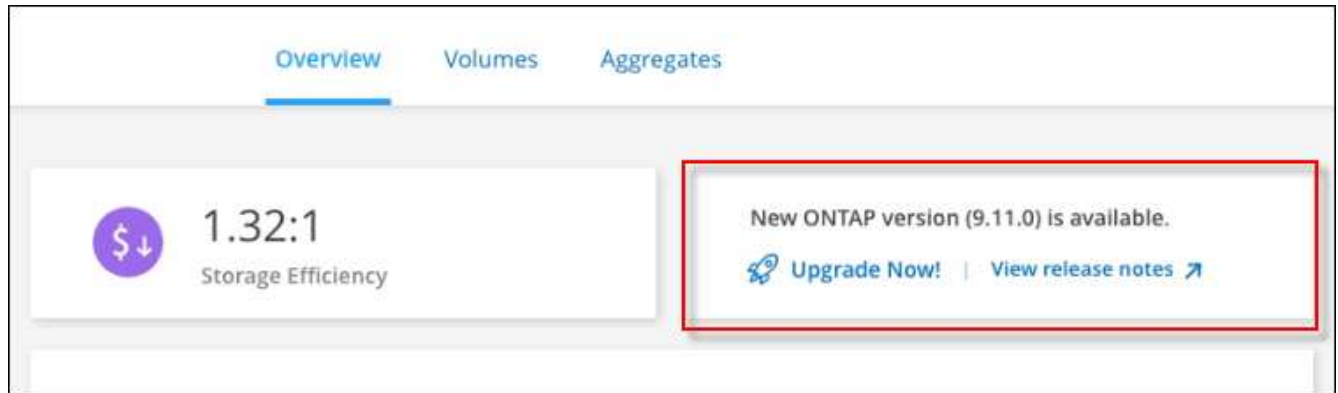 Overview Volumes Aggregates
1.32:1
Storage Efficiency
New ONTAP version (9.11.0) is available.
Upgrade Now! | View release notes